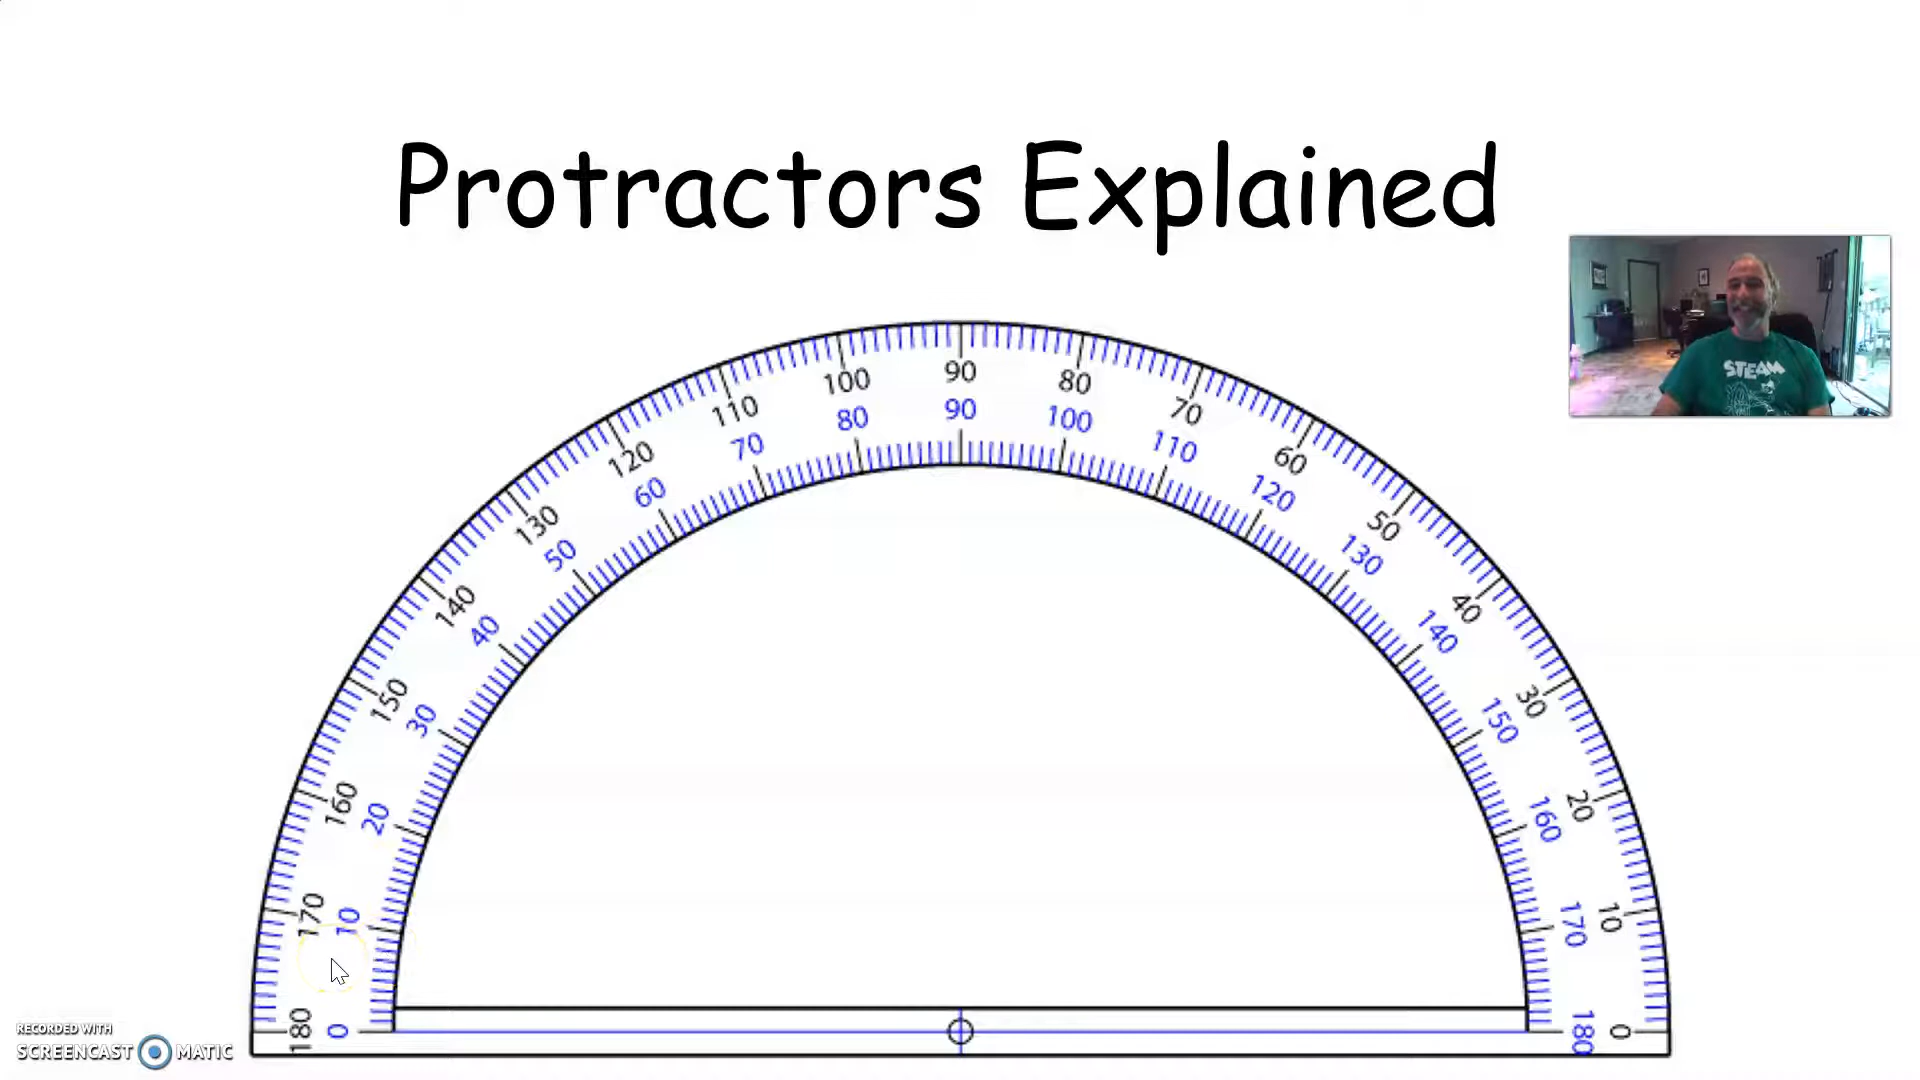 Protractors Explained
STEAM
90
100 80
110 90 70
80 100
120 70 110 60
130 60 120 50
50 130
140 40 140 40
150 30 150 30
160 20 160 20
170 10 170 10
180 0 180 0
RECORDED WITH
SCREENCAST MATIC